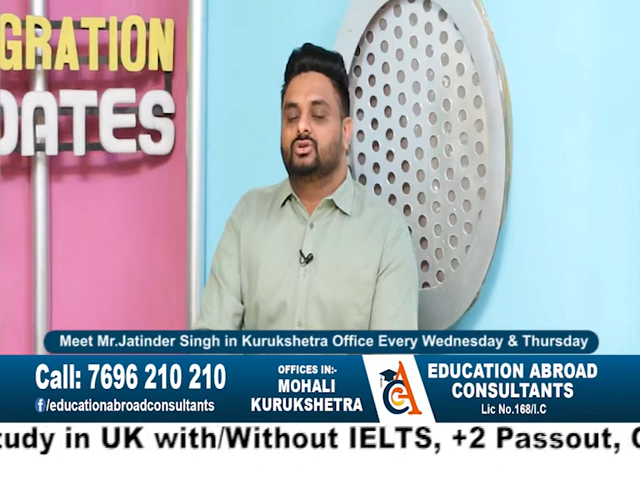 GRATION
DATES
Meet Mr.Jatinder Singh in Kurukshetra Office Every Wednesday & Thursday
Call: 7696 210 210
f/educationabroadconsultants
OFFICES IN:-
MOHALI
KURUKSHETRA
EDUCATION ABROAD
CONSULTANTS
Lic No.168/I.C
tudy in UK with/Without IELTS, +2 Passout,